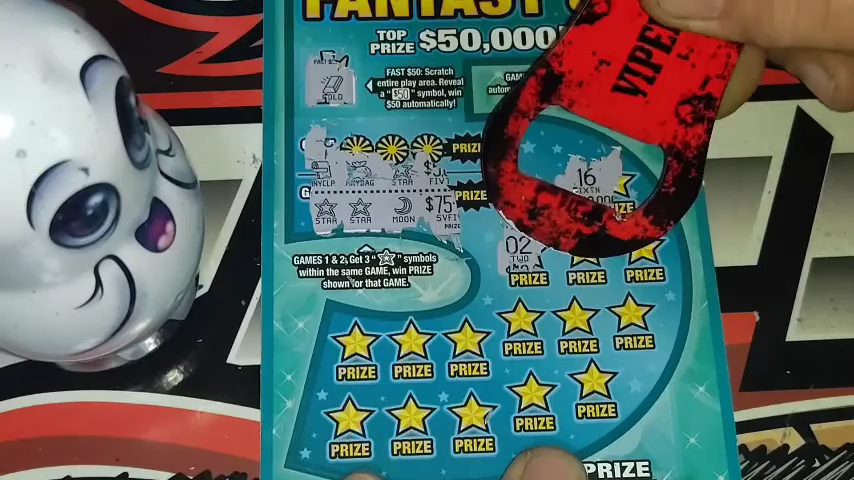 FANTASY
TOP
PRIZE $50,000
VIPER
FAST $50: Scratch
entire play area. Reveal
a "$50" symbol, win
$50 automatically!
GOLD
PRIZE
STAR
16
SIXTN
PRIZE
STAR STAR MOON $75
SVFI
PRIZE
02
TWO
PRIZE PRIZE PRIZE
GAMES 1 & 2: Get 3 " " symbols
within the same GAME, win PRIZE
shown for that GAME.
PRIZE PRIZE PRIZE PRIZE PRIZE PRIZE
PRIZE PRIZE PRIZE PRIZE PRIZE
PRIZE